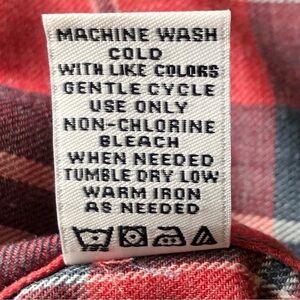 MACHINE WASH
COLD
WITH LIKE COLORS
GENTLE CYCLE
USE ONLY
NON-CHLORINE
BLEACH
WHEN NEEDED
TUMBLE DRY LOW
WARM IRON
AS NEEDED